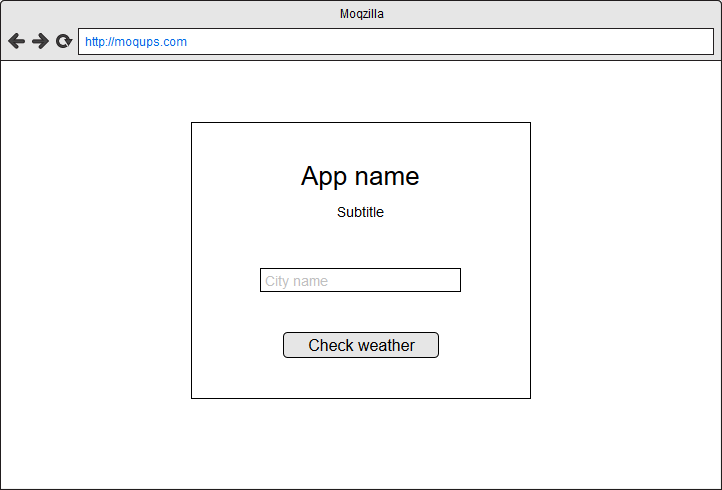 Moqzilla
http://moqups.com
App name
Subtitle
City name
Check weather